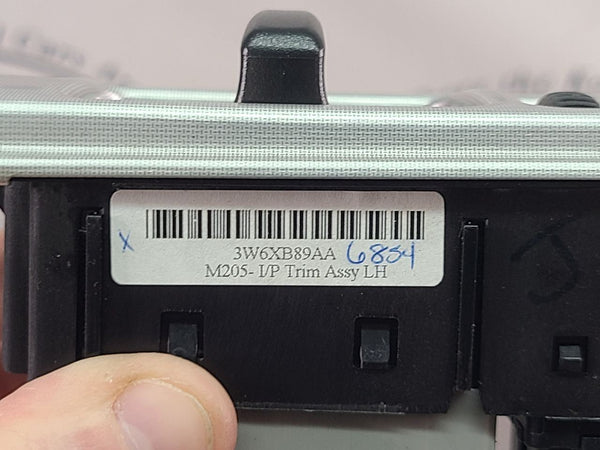 X
3W6XB89AA 6854
M205- I/P Trim Assy LH